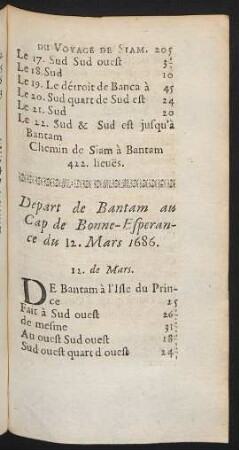 DU VOYAGE DE SIAM. 205
Le 17. Sud Sud ouest
Le 18. Sud 10
Le 19. Le détroit de Banca à 45
Le 20. Sud quart de Sud est 24
Le 21. Sud 20
Le 22. Sud & Sud est jusqu'à
Bantam
Chemin de Siam à Bantam
422. lieuës.
Depart de Bantam au
Cap de Bonne-Esperan-
ce du 12. Mars 1686.
12. de Mars.
DE Bantam à l'Isle du Prin-
ce 25
Fait à Sud ouest 26
de mesme 31
Au ouest Sud ouest 18
Sud ouest quart d ouest 24